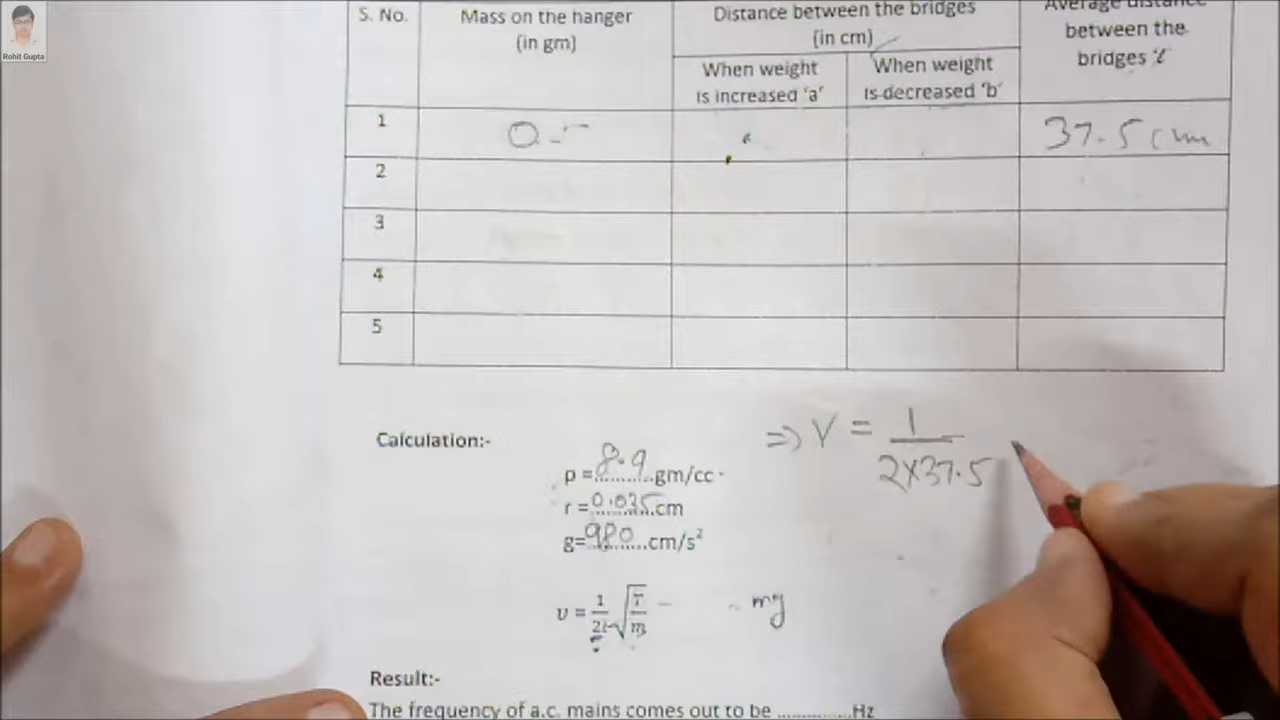 Rohit Gupta
S. No. Mass on the hanger (in gm) Distance between the bridges (in cm) Average distance between the bridges 'ℓ'
When weight is increased 'a' When weight is decreased 'b'
1 37.5 cm
2
3
4
5
Calculation:-
ρ = 8.9 gm/cc
r = 0.035 cm
g= 980 cm/s²
⇒ V = 1 / 2×37.5
υ = 1/2ℓ √T/m mg
Result:-
The frequency of a.c. mains comes out to be ..............Hz